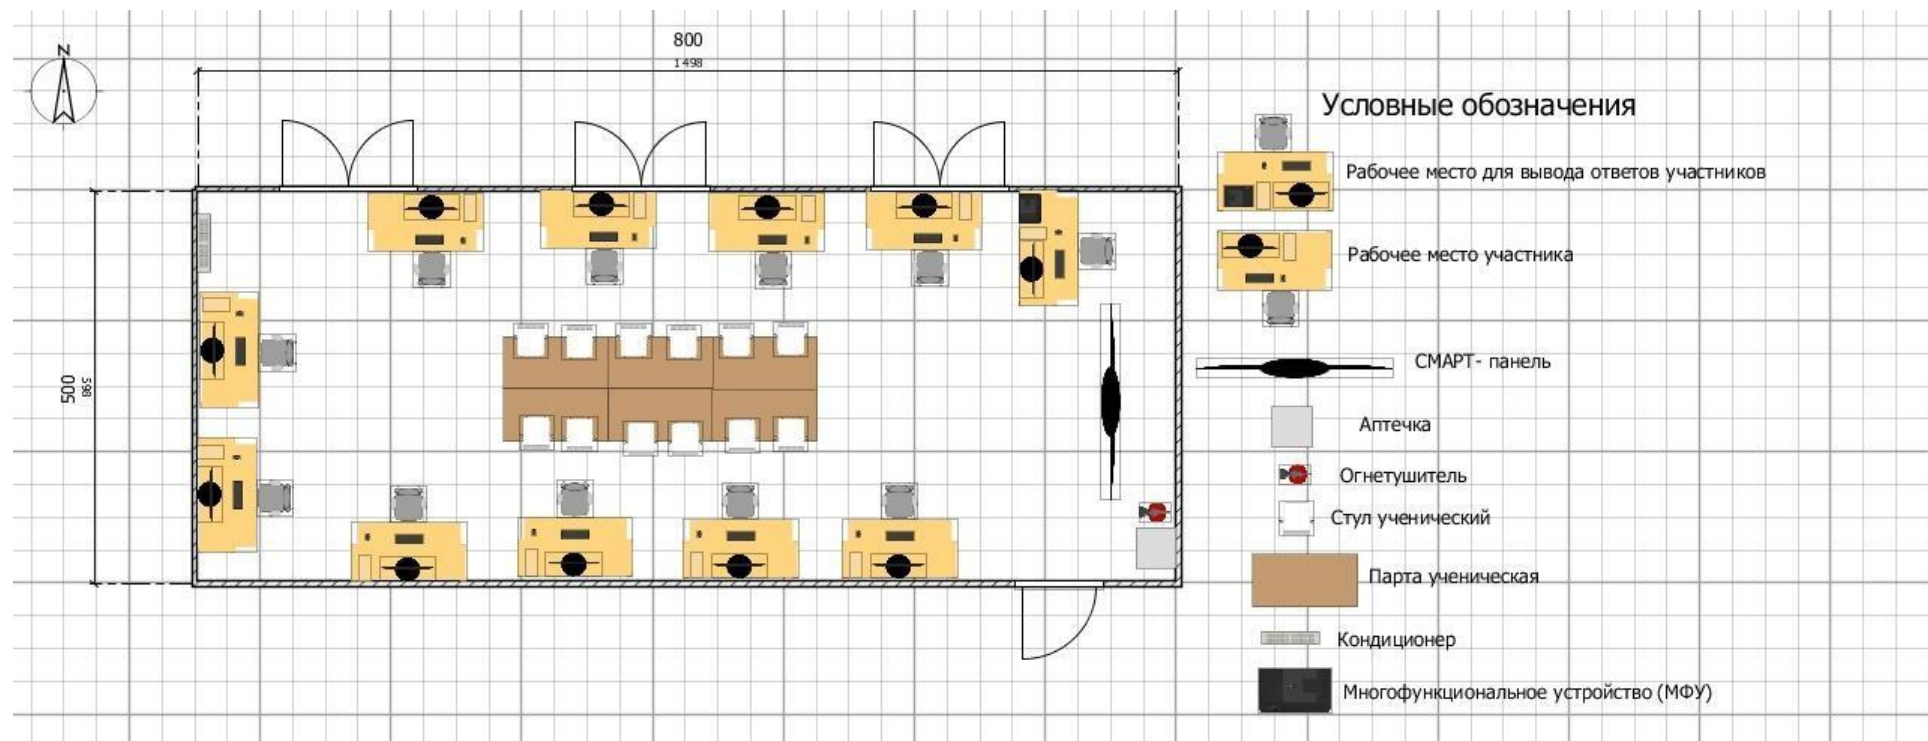 N
800
1498
500
598
Условные обозначения
Рабочее место для вывода ответов участников
Рабочее место участника
СМАРТ- панель
Аптечка
Огнетушитель
Стул ученический
Парта ученическая
Кондиционер
Многофункциональное устройство (МФУ)